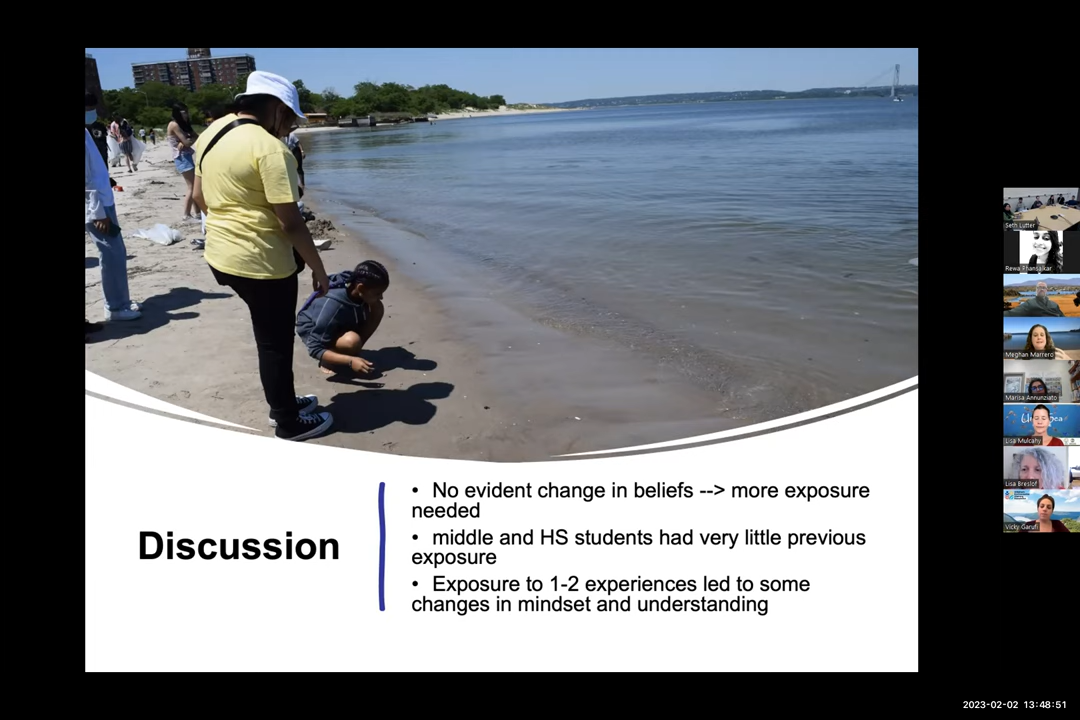 Discussion
• No evident change in beliefs --> more exposure
needed
• middle and HS students had very little previous
exposure
• Exposure to 1-2 experiences led to some
changes in mindset and understanding
Seth Lutter
Rewa Phansalkar
Meghan Marrero
Marisa Annunziato
Lisa Mulcahy
Lisa Breslof
Vicky Garufi
2023-02-02 13:48:51